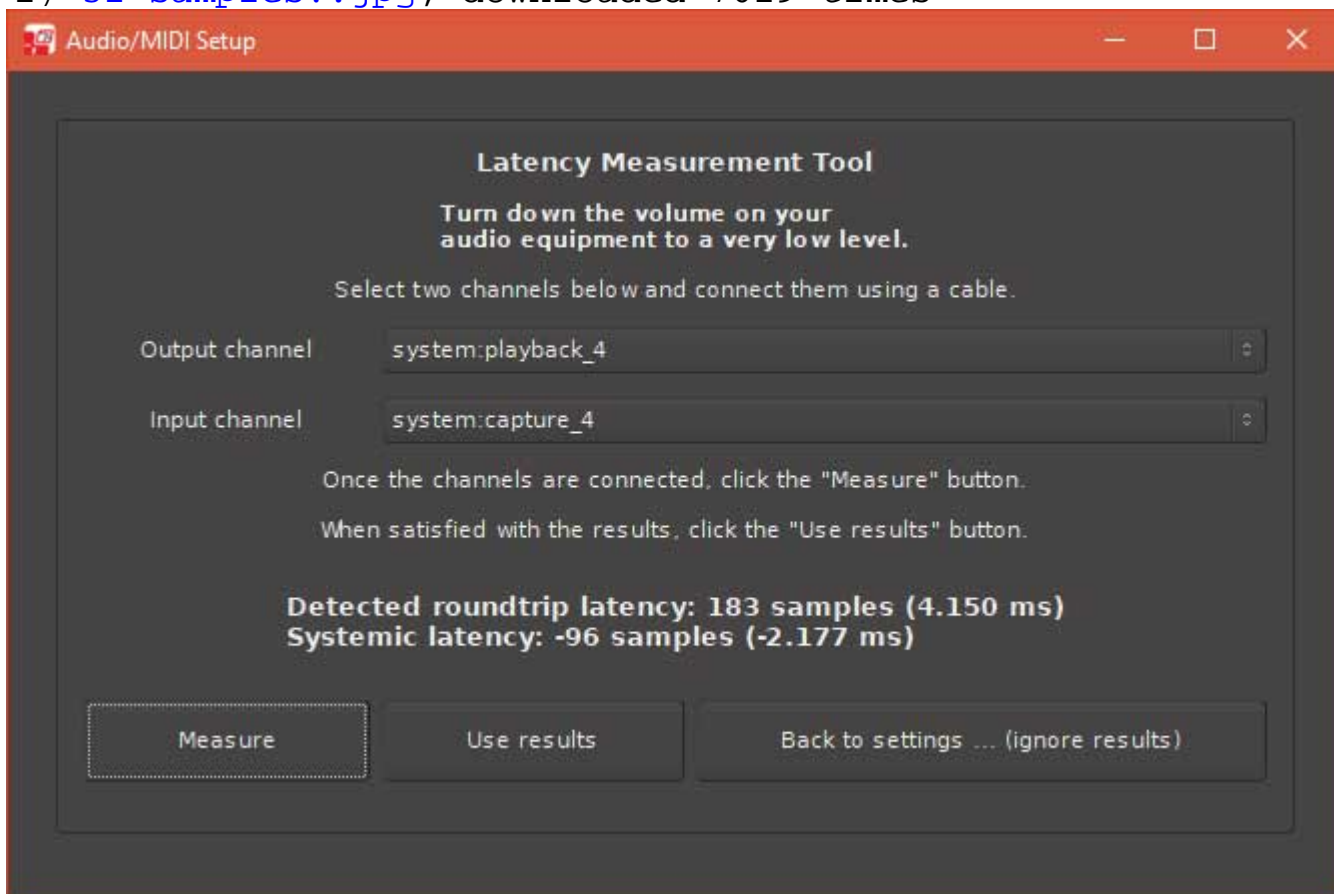 Audio/MIDI Setup
Latency Measurement Tool
Turn down the volume on your
audio equipment to a very low level.
Select two channels below and connect them using a cable.
Output channel system:playback_4
Input channel system:capture_4
Once the channels are connected, click the "Measure" button.
When satisfied with the results, click the "Use results" button.
Detected roundtrip latency: 183 samples (4.150 ms)
Systemic latency: -96 samples (-2.177 ms)
Measure Use results Back to settings ... (ignore results)